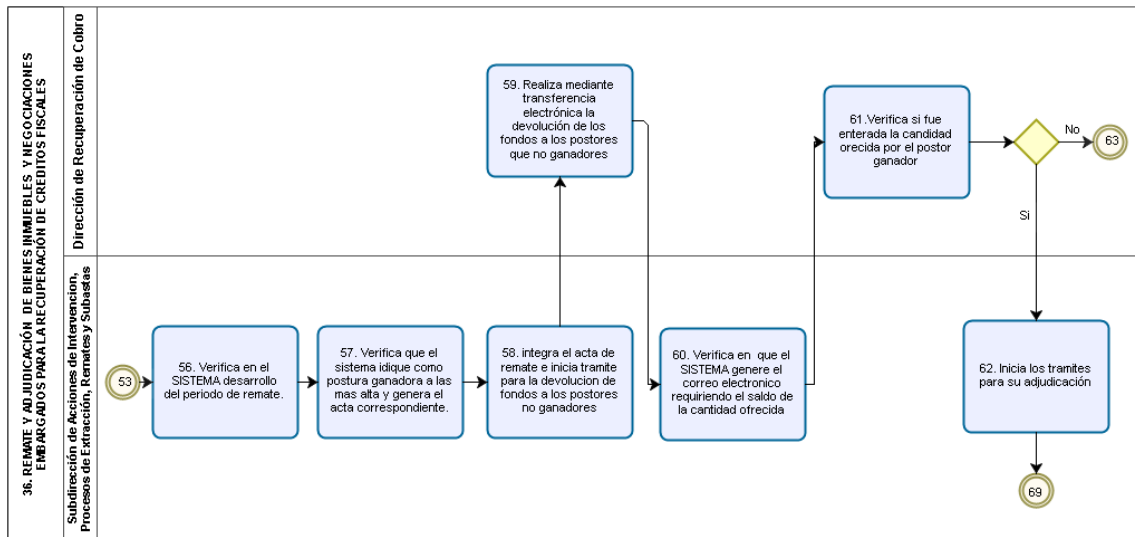 36. REMATE Y AJUDICACIÓN DE BIENES INMUEBLES Y NEGOCIACIONES
EMBARGADOS PARA LA RECUPERACIÓN DE CREDITOS FISCALES
Dirección de Recuperación de Cobro
59. Realiza mediante
transferencia
electrónica la
devolución de los
fondos a los postores
que no ganadores
61.Verifica si fue
enterada la candidad
orecida por el postor
ganador
No
63
Si
Subdirección de Acciones de Intervencion,
Procesos de Extracción, Remates y Subastas
53
56. Verifica en el
SISTEMA desarrollo
del periodo de remate.
57. Verifica que el
sistema idique como
postura ganadora a las
mas alta y genera el
acta correspondiente.
58. integra el acta de
remate e inicia tramite
para la devolucion de
fondos a los postores
no ganadores
60. Verifica en que el
SISTEMA genere el
correo electronico
requiriendo el saldo de
la cantidad ofrecida
62. Inicia los tramites
para su adjudicación
69